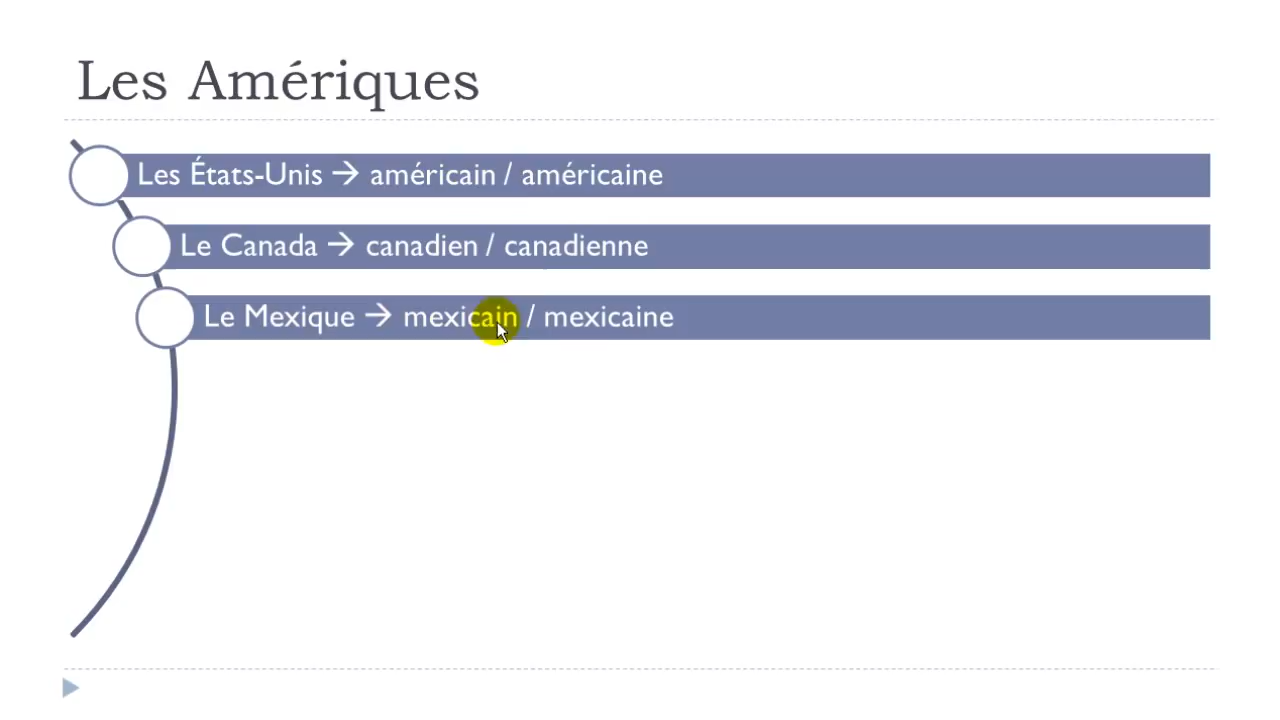 Les Amériques
Les États-Unis → américain / américaine
Le Canada → canadien / canadienne
Le Mexique → mexicain / mexicaine